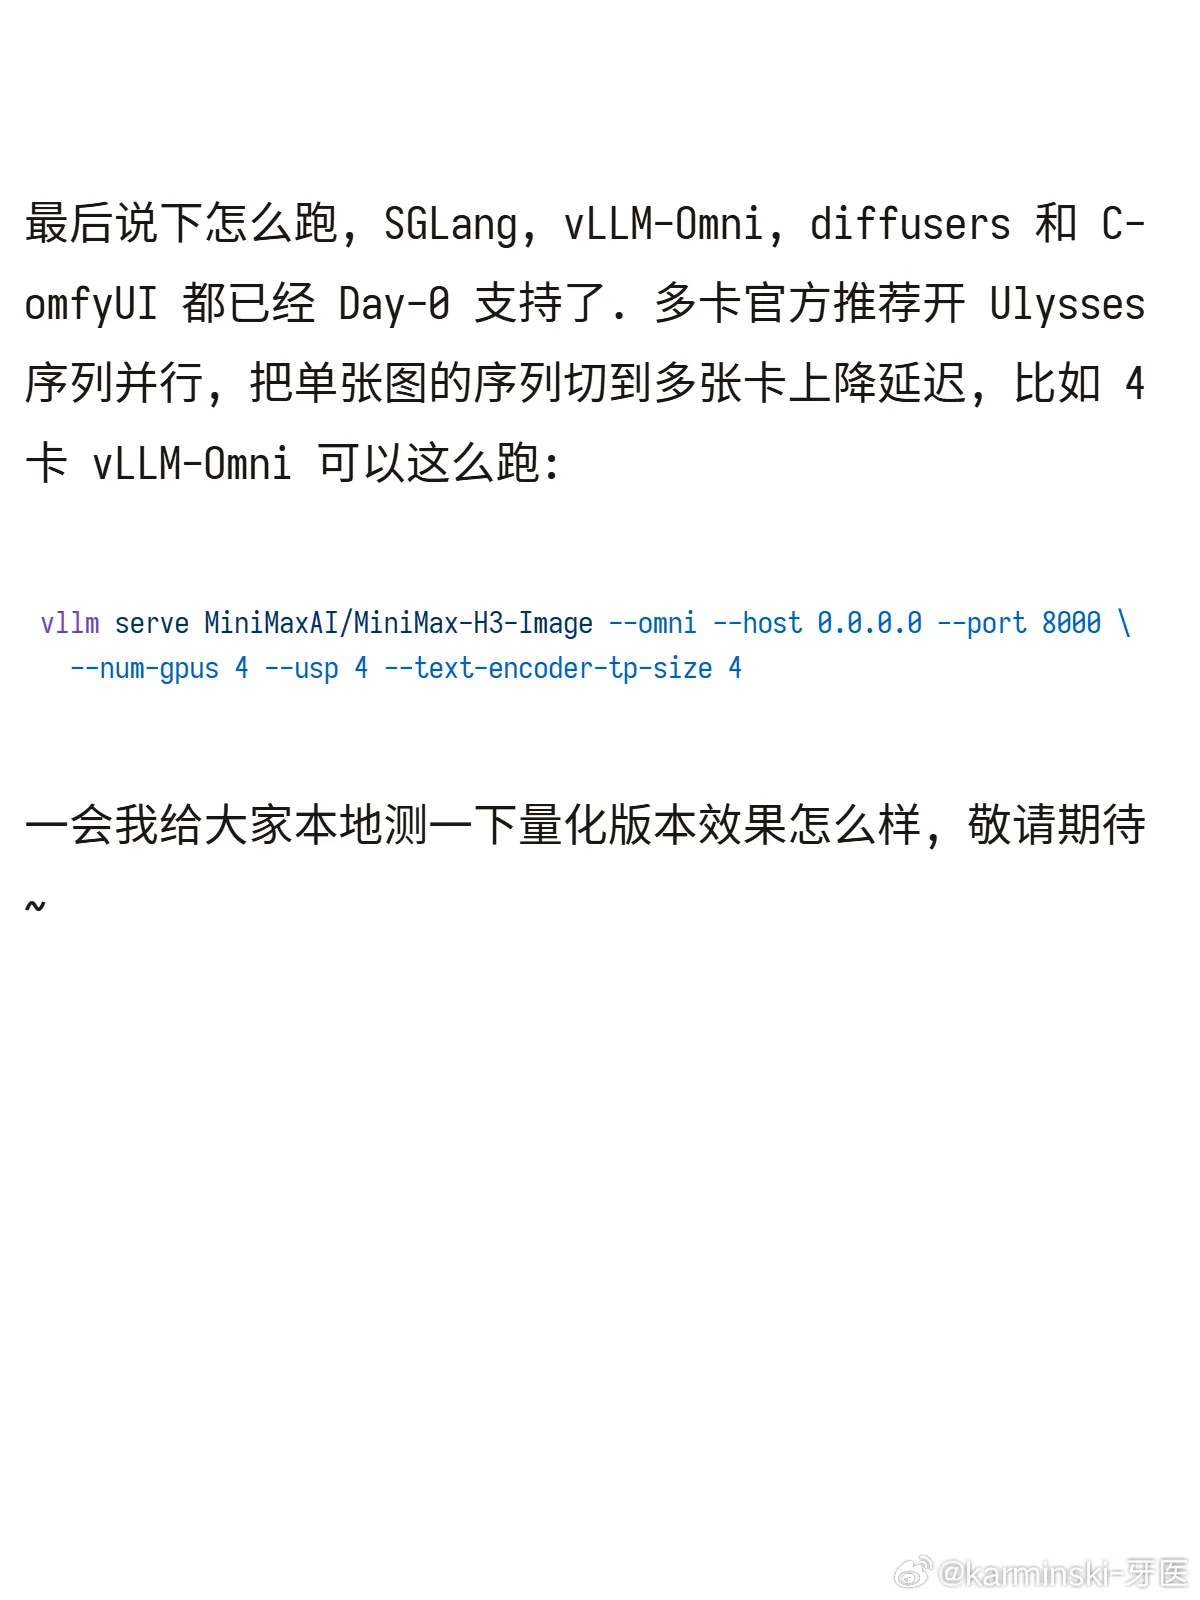 最后说下怎么跑, SGLang, vLLM-Omni, diffusers 和 C-
omfyUI 都已经 Day-0 支持了. 多卡官方推荐开 Ulysses
序列并行, 把单张图的序列切到多张卡上降延迟, 比如 4
卡 vLLM-Omni 可以这么跑:
vllm serve MiniMaxAI/MiniMax-H3-Image --omni --host 0.0.0.0 --port 8000 \
--num-gpus 4 --usp 4 --text-encoder-tp-size 4
一会我给大家本地测一下量化版本效果怎么样, 敬请期待
~
@karminski-牙医